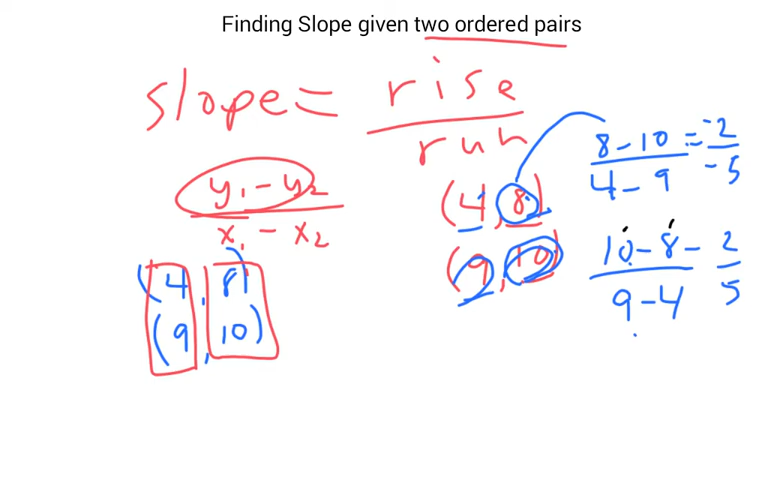 Finding Slope given two ordered pairs
slope = rise
run
y₁ - y₂
x₁ - x₂
(4, 8)
(9, 10)
(4, 8)
(9, 10)
8 - 10 = -2
4 - 9 -5
10 - 8 - 2
9 - 4 5